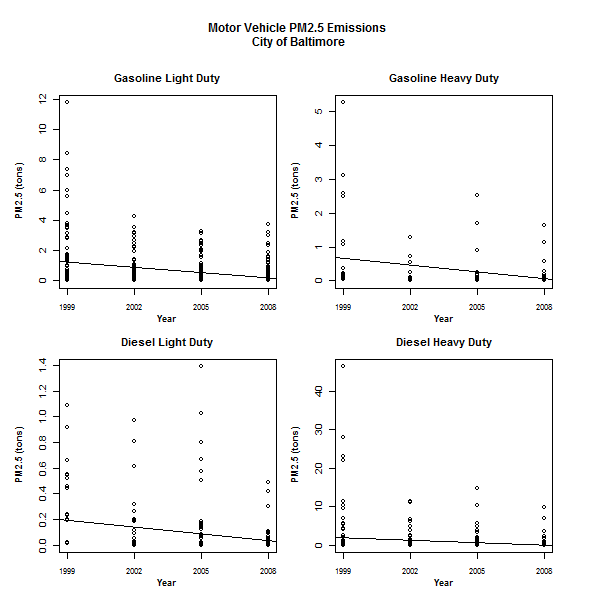 Motor Vehicle PM2.5 Emissions
City of Baltimore
Gasoline Light Duty
PM2.5 (tons)
12
10
8
6
4
2
0
1999 2002 2005 2008
Year
Gasoline Heavy Duty
PM2.5 (tons)
5
4
3
2
1
0
1999 2002 2005 2008
Year
Diesel Light Duty
PM2.5 (tons)
1.4
1.2
1.0
0.8
0.6
0.4
0.2
0.0
1999 2002 2005 2008
Year
Diesel Heavy Duty
PM2.5 (tons)
40
30
20
10
0
1999 2002 2005 2008
Year